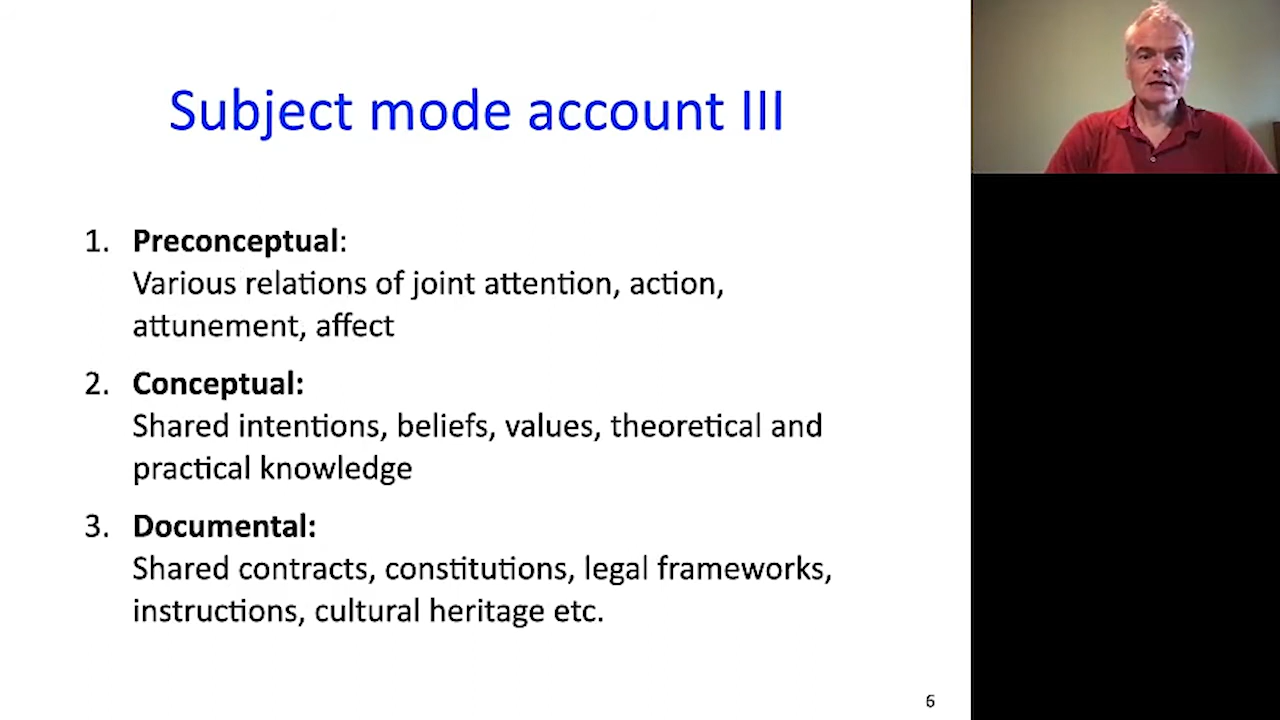 Subject mode account III
1. Preconceptual:
Various relations of joint attention, action,
attunement, affect
2. Conceptual:
Shared intentions, beliefs, values, theoretical and
practical knowledge
3. Documental:
Shared contracts, constitutions, legal frameworks,
instructions, cultural heritage etc.
6